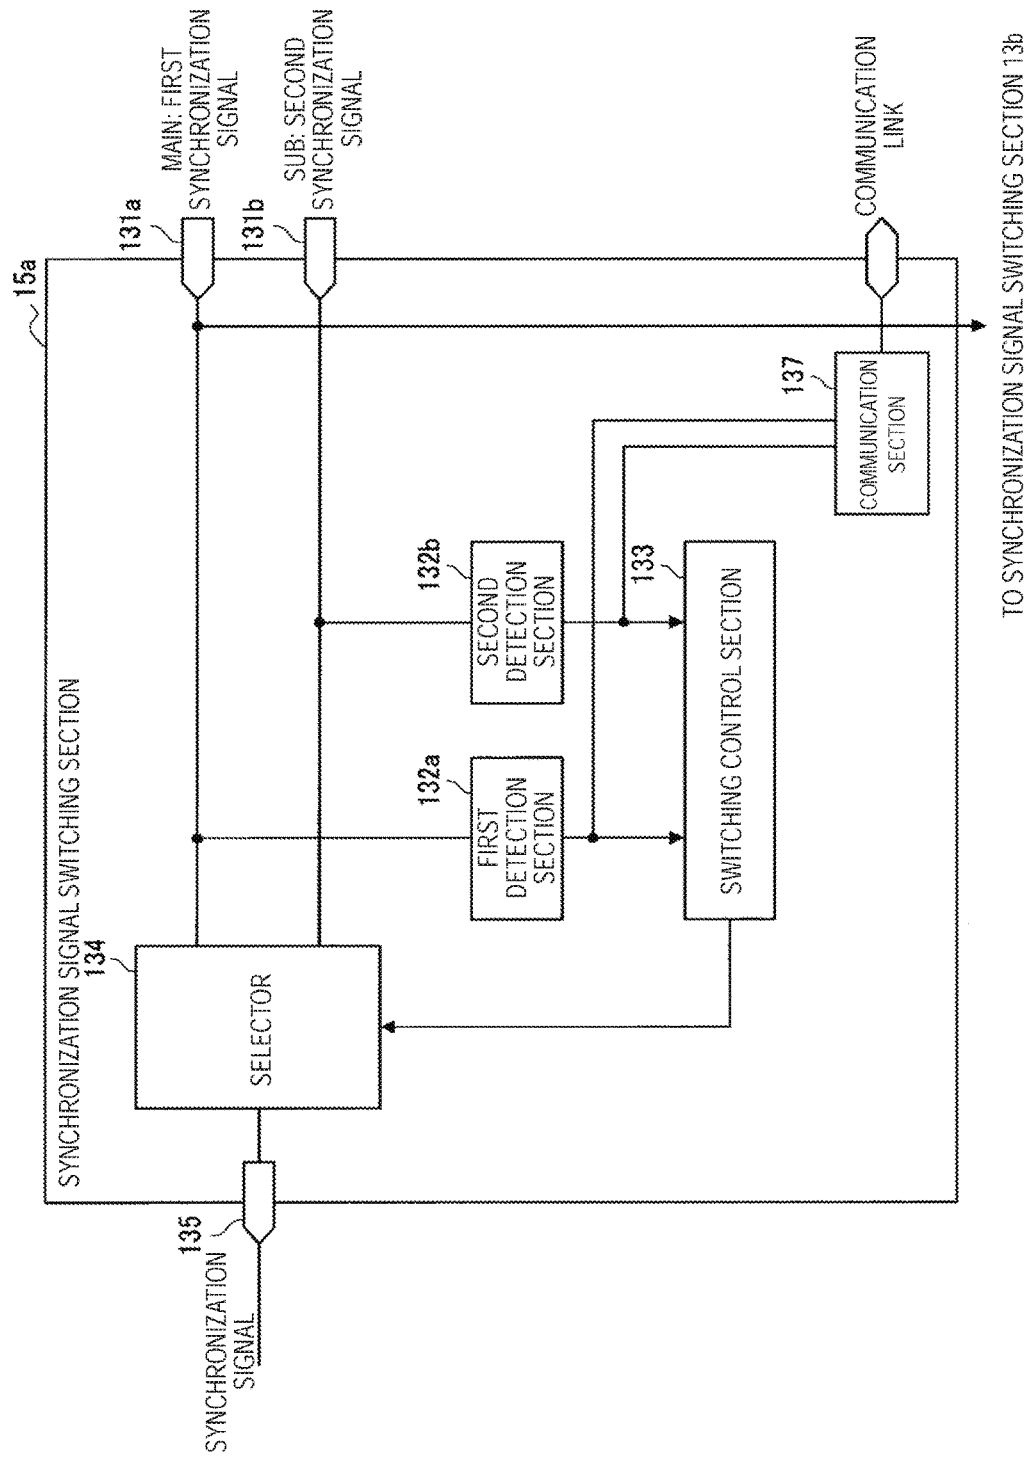 SYNCHRONIZATION SIGNAL SWITCHING SECTION
15a
135
SYNCHRONIZATION
SIGNAL
134
SELECTOR
131a
MAIN: FIRST
SYNCHRONIZATION
SIGNAL
131b
SUB: SECOND
SYNCHRONIZATION
SIGNAL
132a
FIRST
DETECTION
SECTION
132b
SECOND
DETECTION
SECTION
133
SWITCHING CONTROL SECTION
137
COMMUNICATION
SECTION
COMMUNICATION
LINK
TO SYNCHRONIZATION SIGNAL SWITCHING SECTION 13b